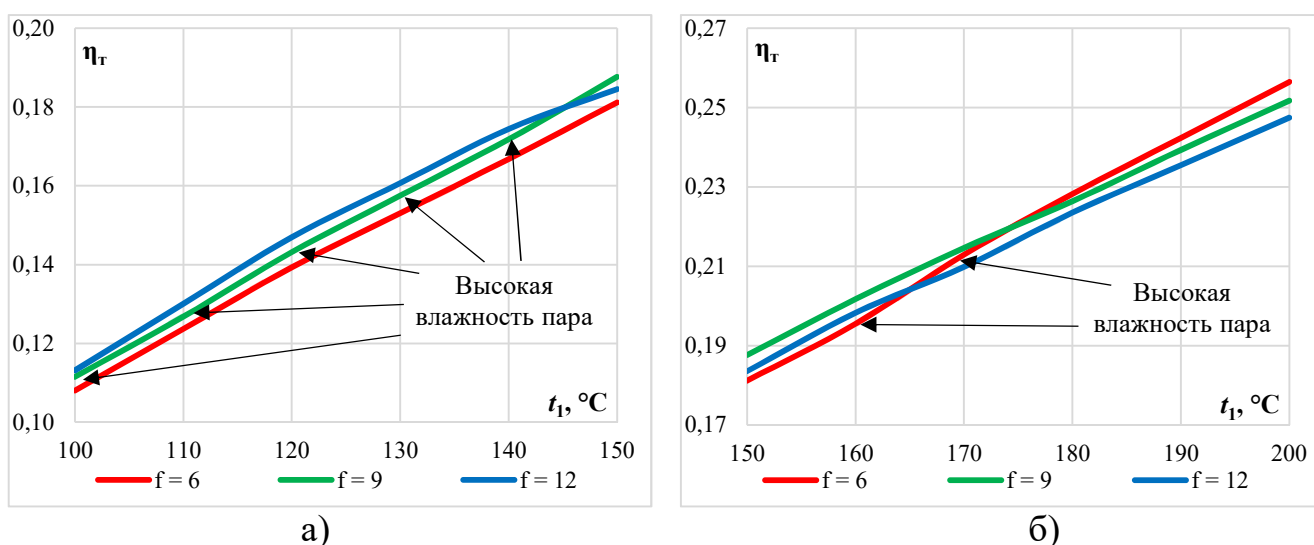 0,20
η_т
0,18
0,16
0,14
0,12
0,10
Высокая
влажность пара
t₁, °C
100 110 120 130 140 150
f = 6 f = 9 f = 12
а)
0,27
η_т
0,25
0,23
0,21
0,19
0,17
Высокая
влажность пара
t₁, °C
150 160 170 180 190 200
f = 6 f = 9 f = 12
б)